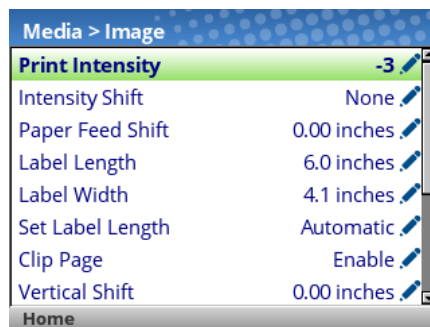 Media > Image
Print Intensity -3
Intensity Shift None
Paper Feed Shift 0.00 inches
Label Length 6.0 inches
Label Width 4.1 inches
Set Label Length Automatic
Clip Page Enable
Vertical Shift 0.00 inches
Home